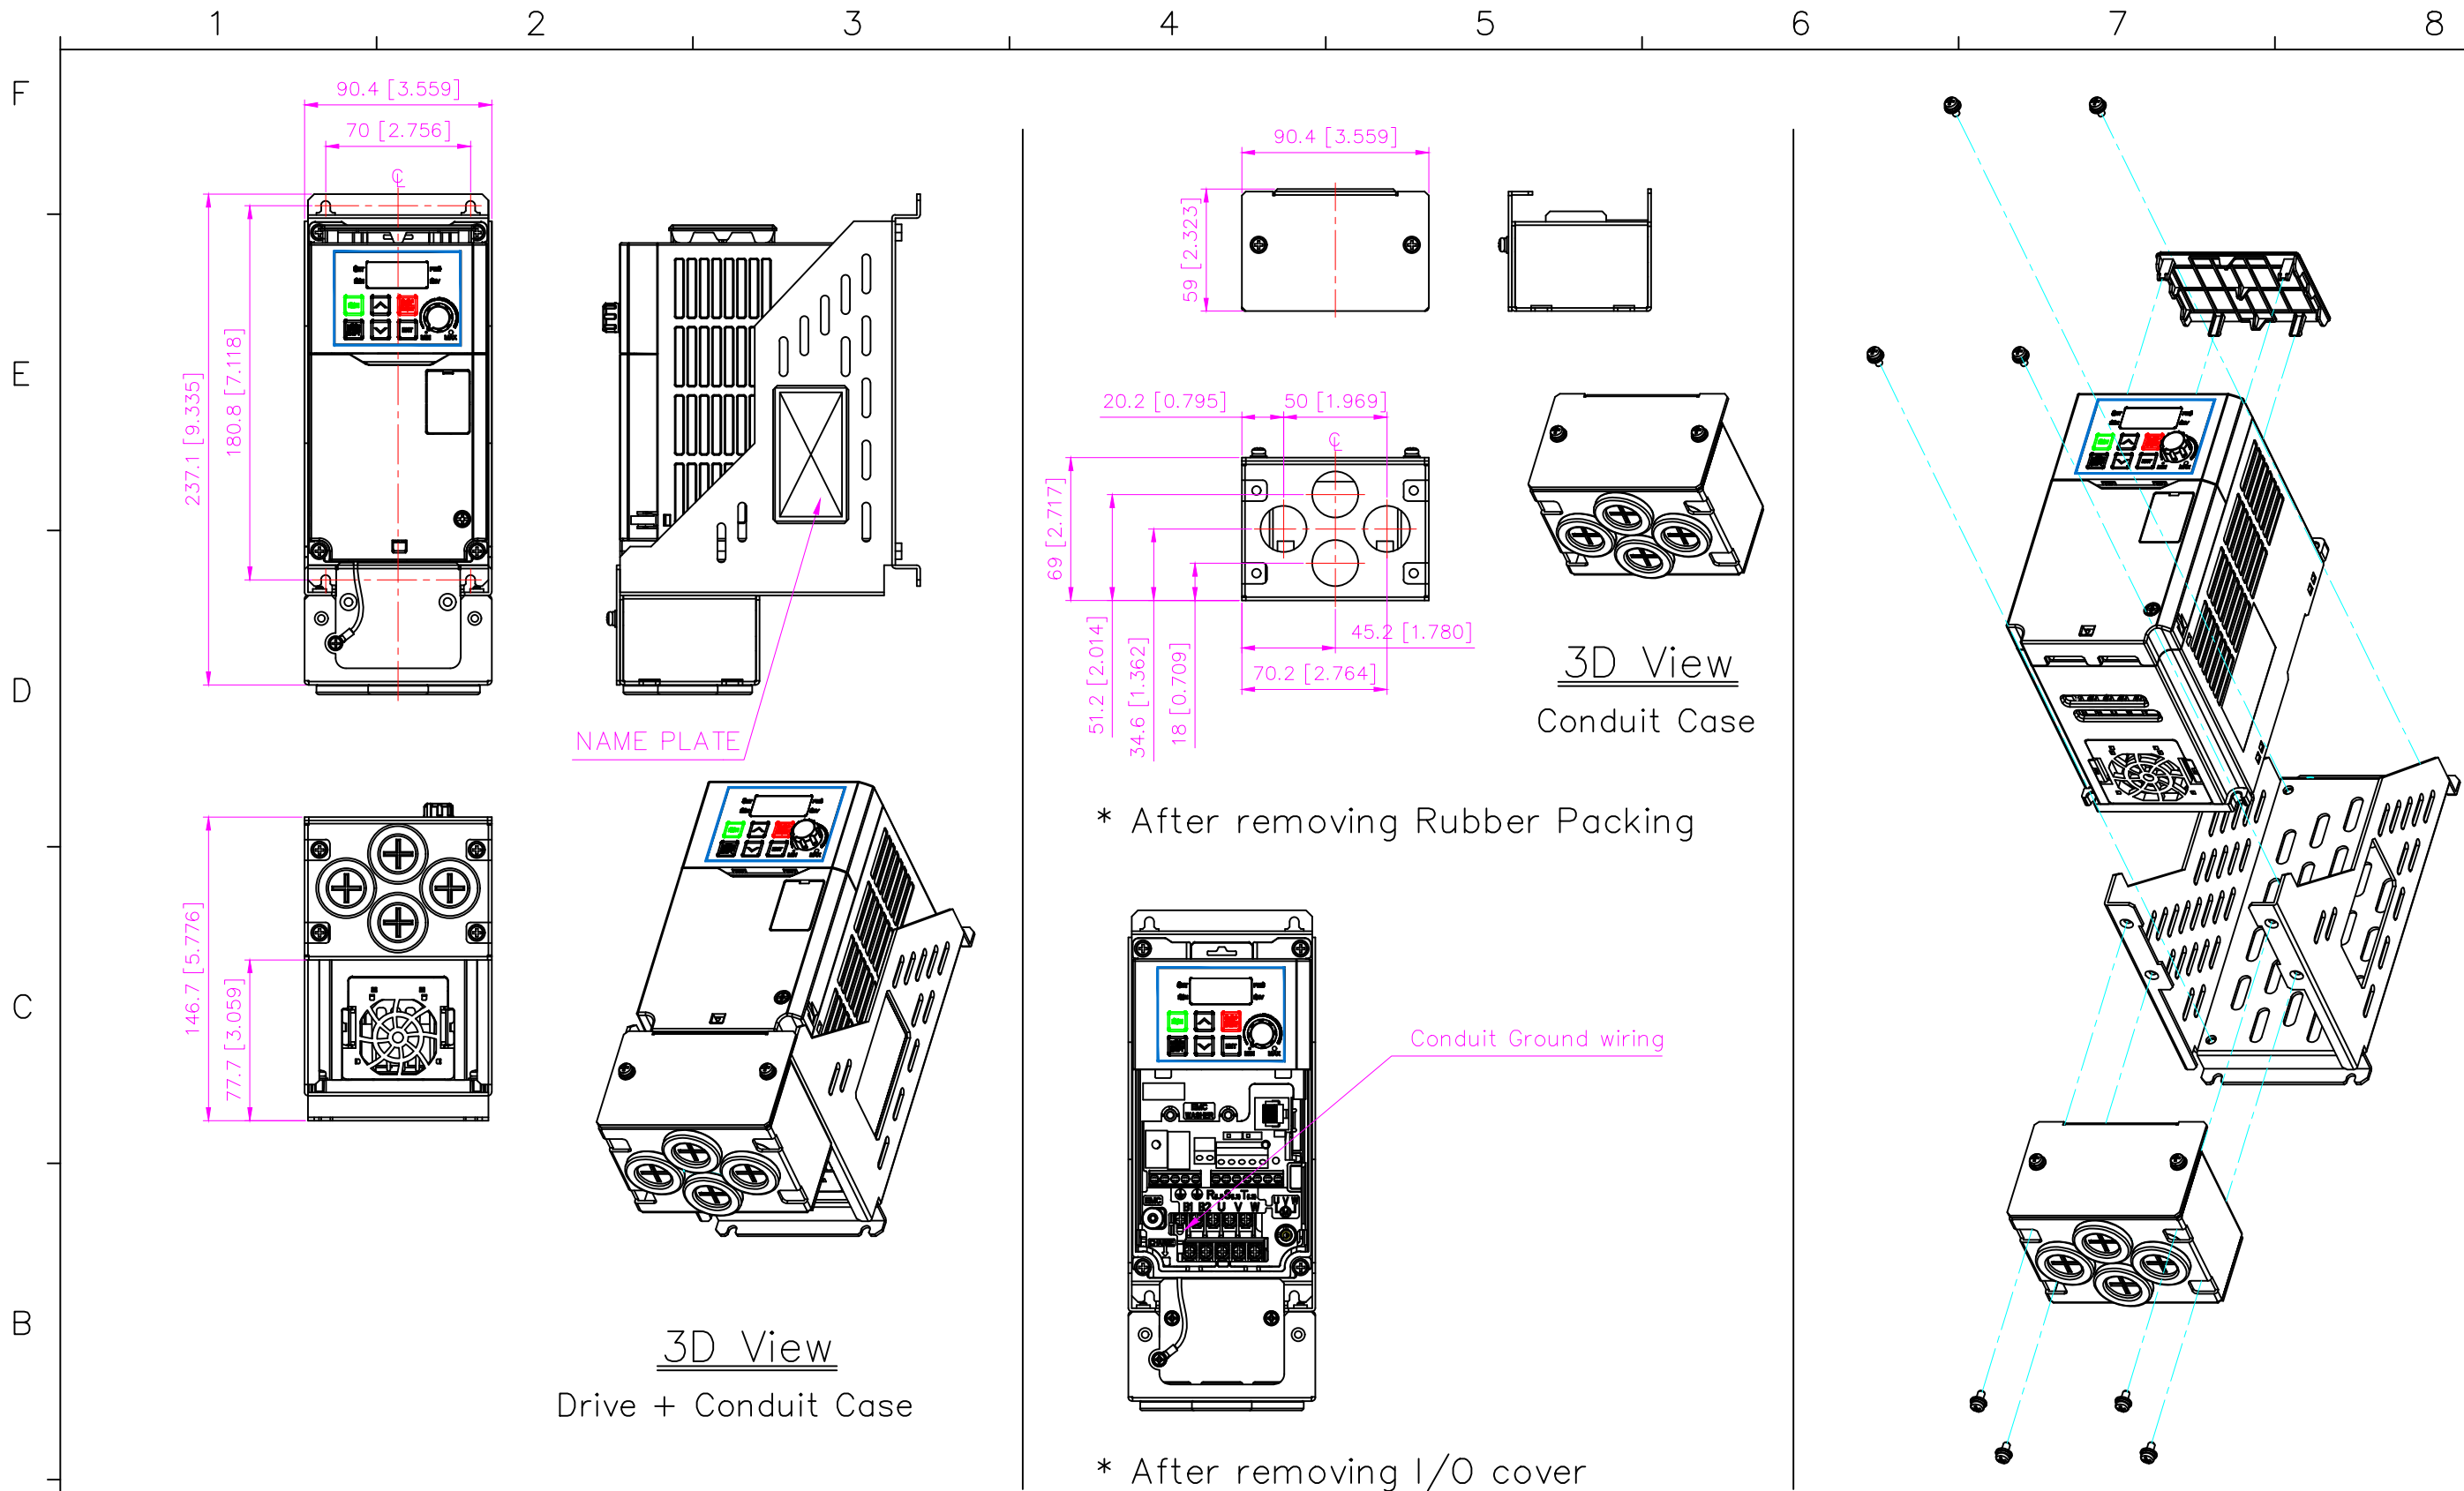 1 2 3 4 5 6 7 8
F
E
D
C
B
90.4 [3.559]
70 [2.756]
℄
237.1 [9.335]
180.8 [7.118]
NAME PLATE
146.7 [5.776]
77.7 [3.059]
3D View
Drive + Conduit Case
90.4 [3.559]
59 [2.323]
20.2 [0.795]
50 [1.969]
℄
69 [2.717]
51.2 [2.014]
34.6 [1.362]
18 [0.709]
45.2 [1.780]
70.2 [2.764]
3D View
Conduit Case
* After removing Rubber Packing
Conduit Ground wiring
EMC
WASHER
B1 B2 U V W
U V W
* After removing I/O cover